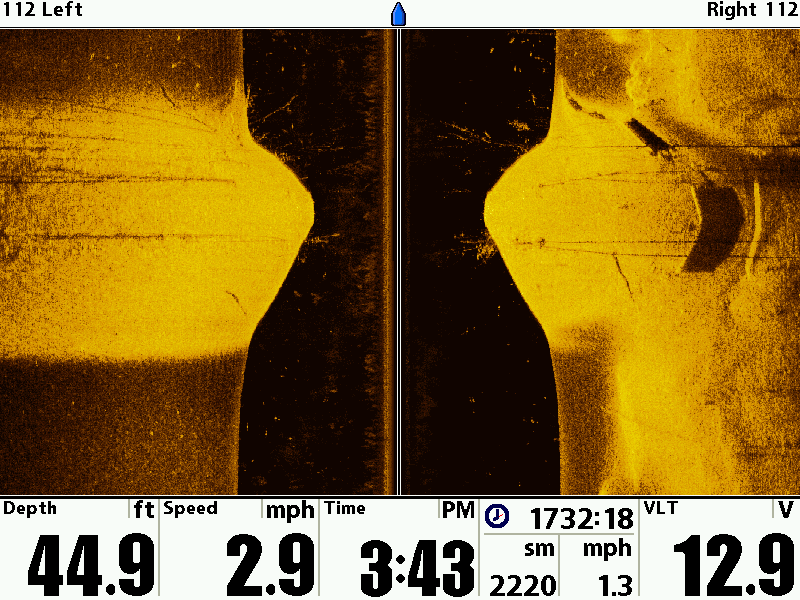 112 Left
Right 112
Depth ft
44.9
Speed mph
2.9
Time PM
3:43
1732:18
sm mph
2220 1.3
VLT V
12.9